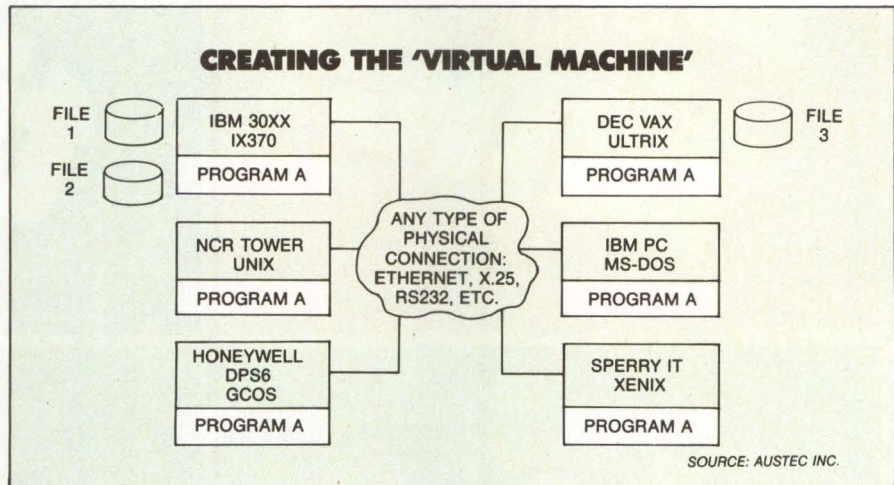 CREATING THE 'VIRTUAL MACHINE'
FILE
1
FILE
2
IBM 30XX
IX370
PROGRAM A
NCR TOWER
UNIX
PROGRAM A
HONEYWELL
DPS6
GCOS
PROGRAM A
ANY TYPE OF
PHYSICAL
CONNECTION:
ETHERNET, X.25,
RS232, ETC.
DEC VAX
ULTRIX
PROGRAM A
FILE
3
IBM PC
MS-DOS
PROGRAM A
SPERRY IT
XENIX
PROGRAM A
SOURCE: AUSTEC INC.